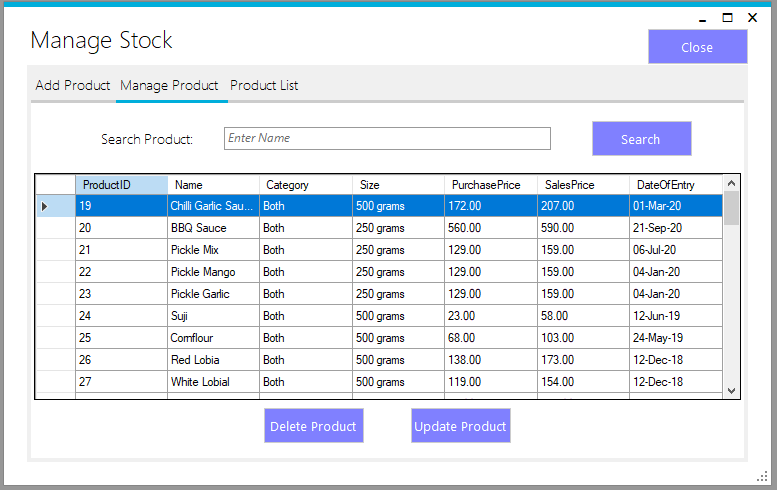 Manage Stock
Close
Add Product Manage Product Product List
Search Product: Enter Name Search
ProductID Name Category Size PurchasePrice SalesPrice DateOfEntry
19 Chilli Garlic Sau... Both 500 grams 172.00 207.00 01-Mar-20
20 BBQ Sauce Both 250 grams 560.00 590.00 21-Sep-20
21 Pickle Mix Both 250 grams 129.00 159.00 06-Jul-20
22 Pickle Mango Both 250 grams 129.00 159.00 04-Jan-20
23 Pickle Garlic Both 250 grams 129.00 159.00 04-Jan-20
24 Suji Both 500 grams 23.00 58.00 12-Jun-19
25 Cornflour Both 500 grams 68.00 103.00 24-May-19
26 Red Lobia Both 500 grams 138.00 173.00 12-Dec-18
27 White Lobial Both 500 grams 119.00 154.00 12-Dec-18
Delete Product Update Product